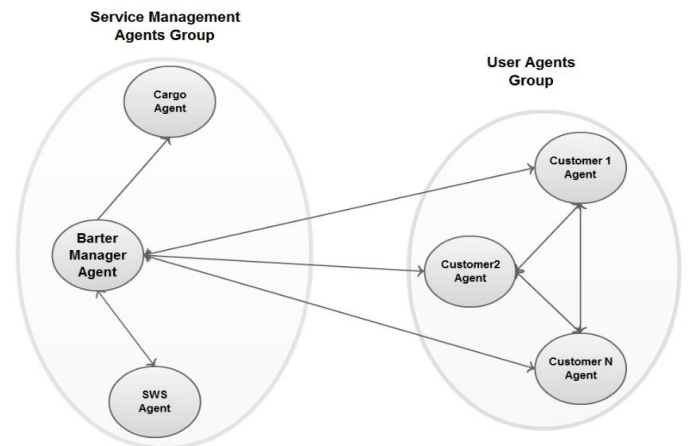 Service Management
Agents Group
User Agents
Group
Cargo
Agent
Customer 1
Agent
Barter
Manager
Agent
Customer2
Agent
Customer N
Agent
SWS
Agent